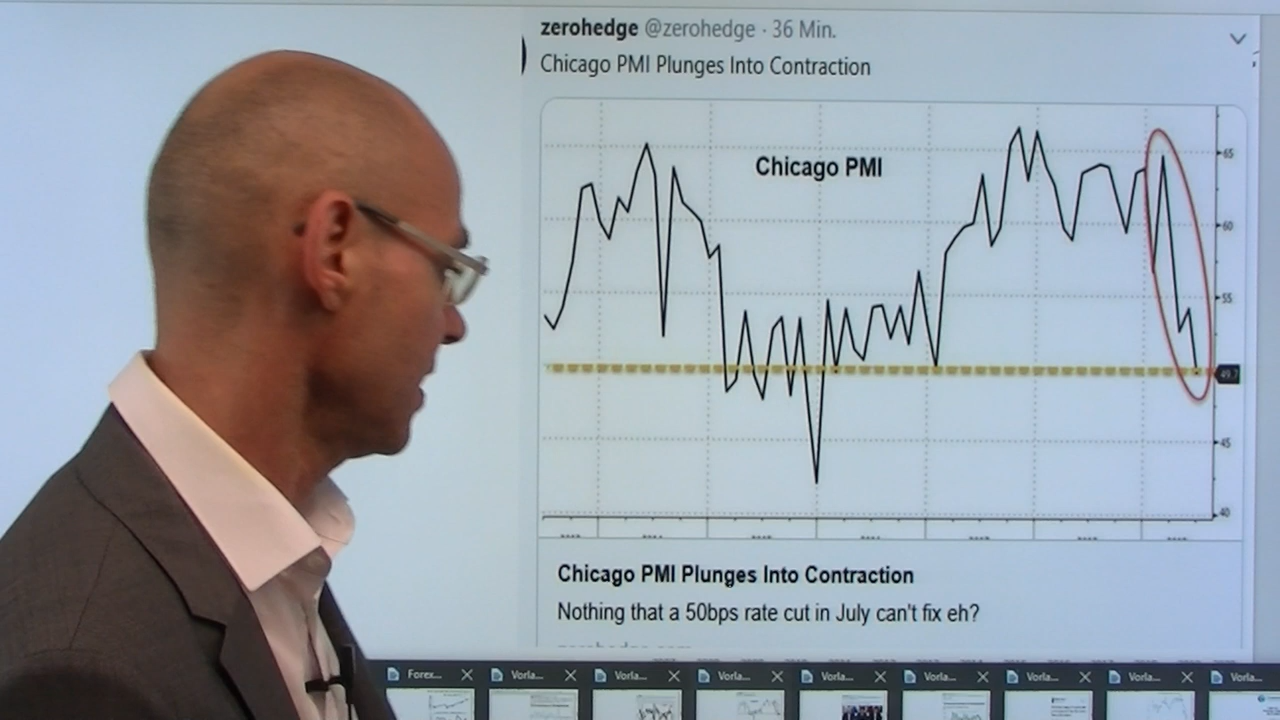 zerohedge @zerohedge · 36 Min.
Chicago PMI Plunges Into Contraction
Chicago PMI
65
60
55
49.7
45
40
Chicago PMI Plunges Into Contraction
Nothing that a 50bps rate cut in July can't fix eh?
Forex... Vorla... Vorla... Vorla... Vorla... Vorla... Vorla... Vorla... Vorla...